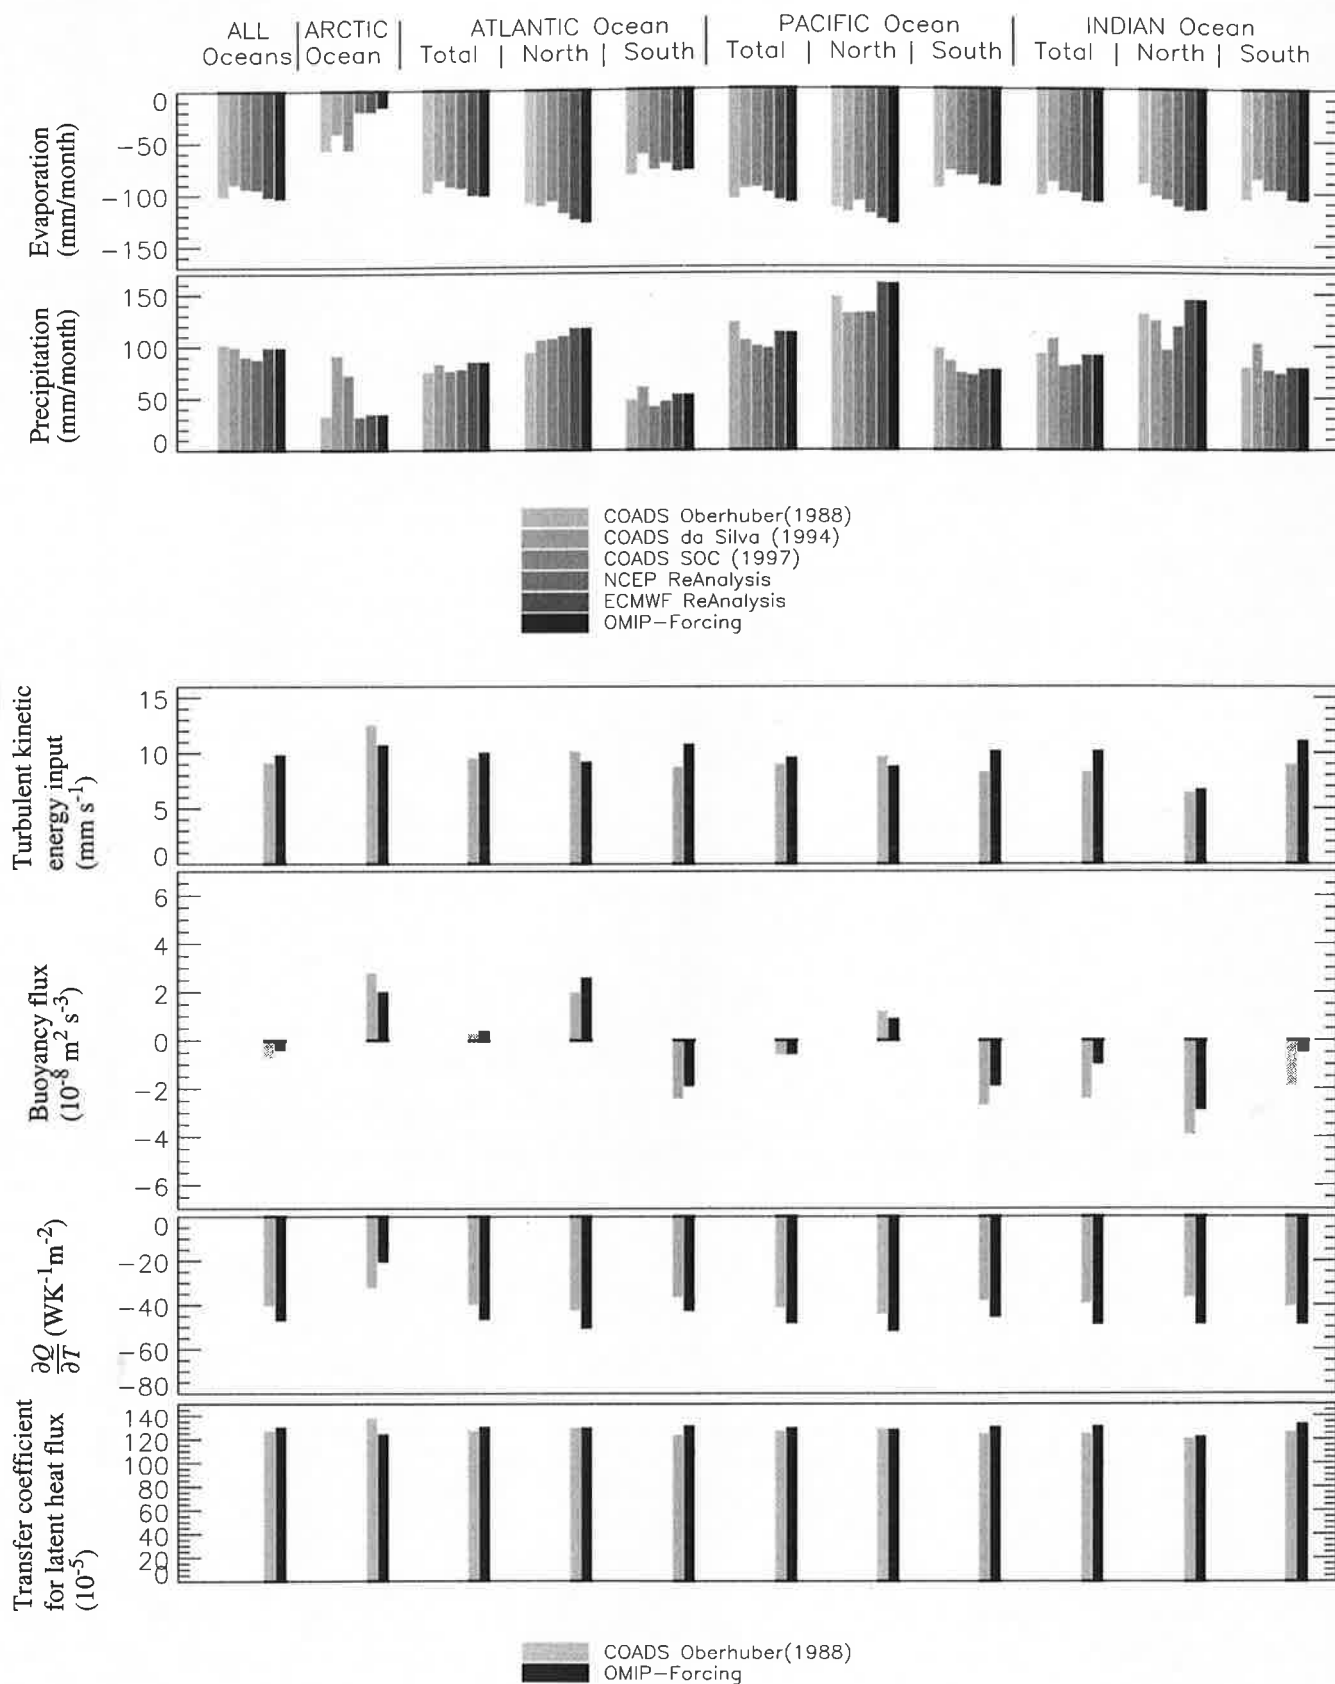 ALL | ARCTIC | ATLANTIC Ocean | PACIFIC Ocean | INDIAN Ocean
Oceans | Ocean | Total | North | South | Total | North | South | Total | North | South
Evaporation
(mm/month)
0
−50
−100
−150
Precipitation
(mm/month)
150
100
50
0
COADS Oberhuber(1988)
COADS da Silva (1994)
COADS SOC (1997)
NCEP ReAnalysis
ECMWF ReAnalysis
OMIP−Forcing
Turbulent kinetic
energy input
(mm s⁻¹)
15
10
5
0
Buoyancy flux
(10⁻⁸ m² s⁻³)
6
4
2
0
−2
−4
−6
∂Q/∂T (WK⁻¹m⁻²)
0
−20
−40
−60
−80
Transfer coefficient
for latent heat flux
(10⁻⁵)
140
120
100
80
60
40
20
0
COADS Oberhuber(1988)
OMIP−Forcing